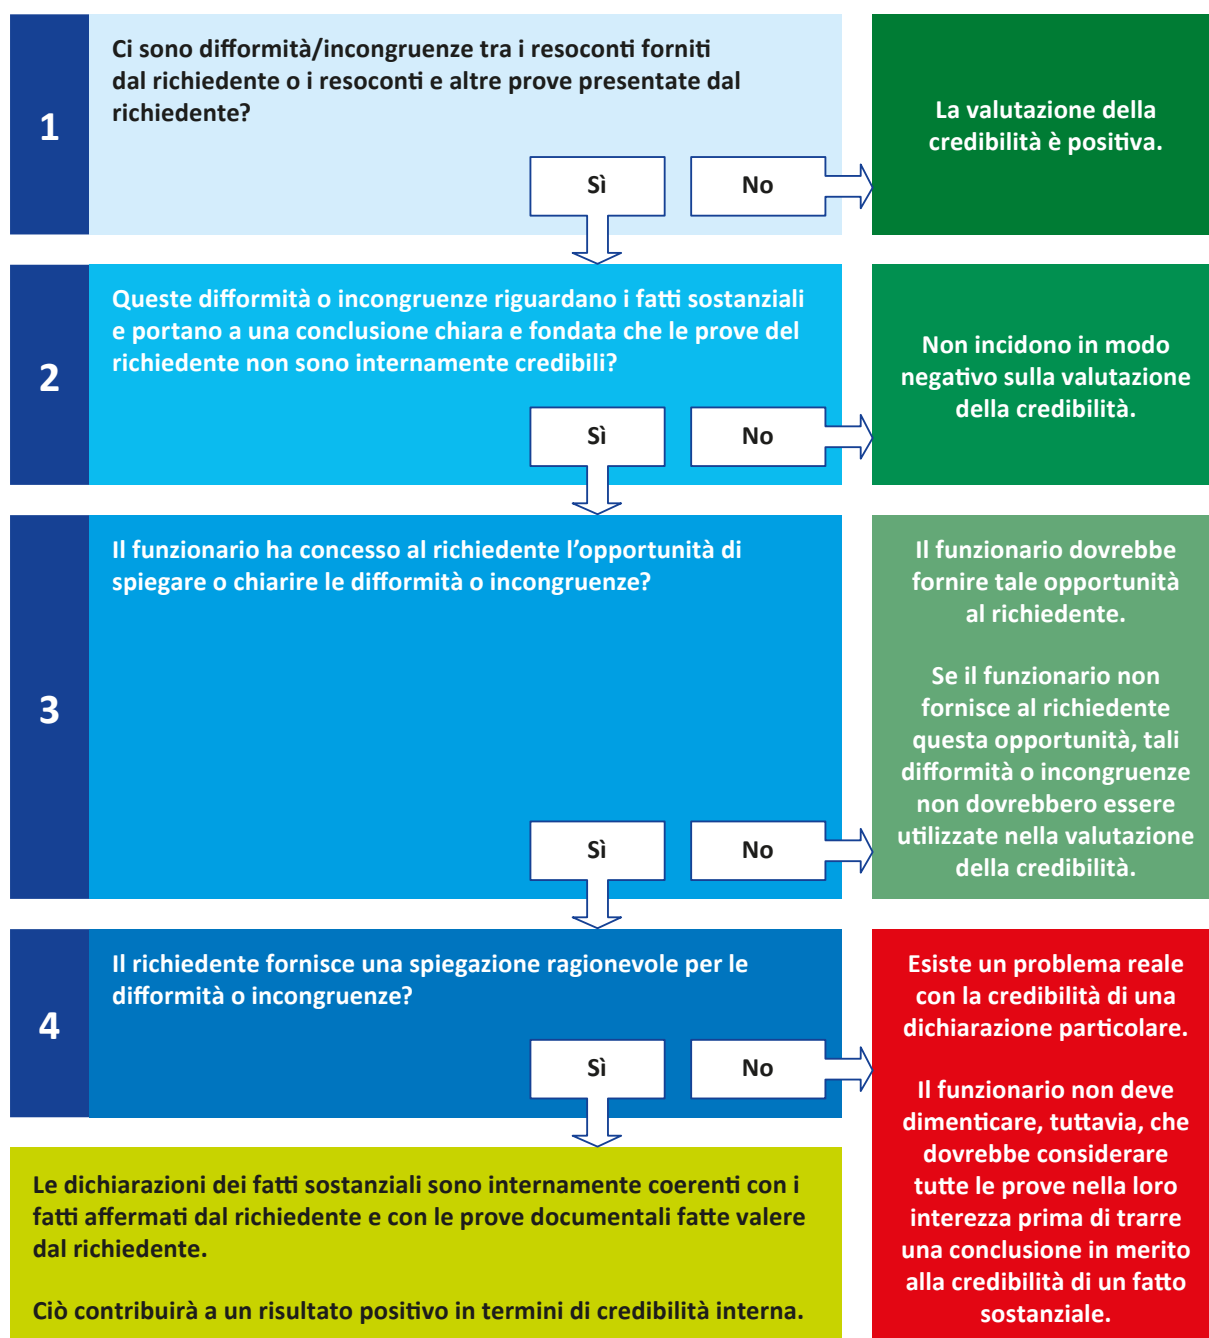 1
Ci sono difformità/incongruenze tra i resoconti forniti
dal richiedente o i resoconti e altre prove presentate dal
richiedente?
Sì
No
La valutazione della
credibilità è positiva.
2
Queste difformità o incongruenze riguardano i fatti sostanziali
e portano a una conclusione chiara e fondata che le prove del
richiedente non sono internamente credibili?
Sì
No
Non incidono in modo
negativo sulla valutazione
della credibilità.
3
Il funzionario ha concesso al richiedente l’opportunità di
spiegare o chiarire le difformità o incongruenze?
Sì
No
Il funzionario dovrebbe
fornire tale opportunità
al richiedente.
Se il funzionario non
fornisce al richiedente
questa opportunità, tali
difformità o incongruenze
non dovrebbero essere
utilizzate nella valutazione
della credibilità.
4
Il richiedente fornisce una spiegazione ragionevole per le
difformità o incongruenze?
Sì
No
Esiste un problema reale
con la credibilità di una
dichiarazione particolare.
Il funzionario non deve
dimenticare, tuttavia, che
dovrebbe considerare
tutte le prove nella loro
interezza prima di trarre
una conclusione in merito
alla credibilità di un fatto
sostanziale.
Le dichiarazioni dei fatti sostanziali sono internamente coerenti con i
fatti affermati dal richiedente e con le prove documentali fatte valere
dal richiedente.
Ciò contribuirà a un risultato positivo in termini di credibilità interna.